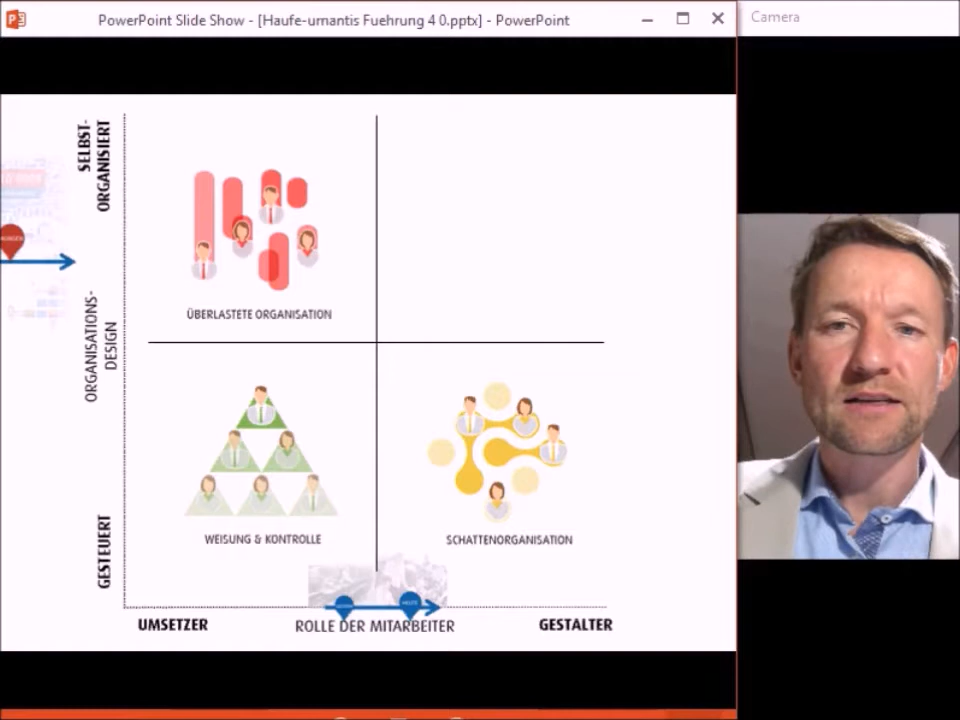 PowerPoint Slide Show - [Haufe-umantis Fuehrung 4 0.pptx] - PowerPoint
Camera
SELBST-
ORGANISIERT
ÜBERLASTETE ORGANISATION
ORGANISATIONS-
DESIGN
WEISUNG & KONTROLLE
SCHATTENORGANISATION
GESTEUERT
UMSETZER
ROLLE DER MITARBEITER
GESTALTER